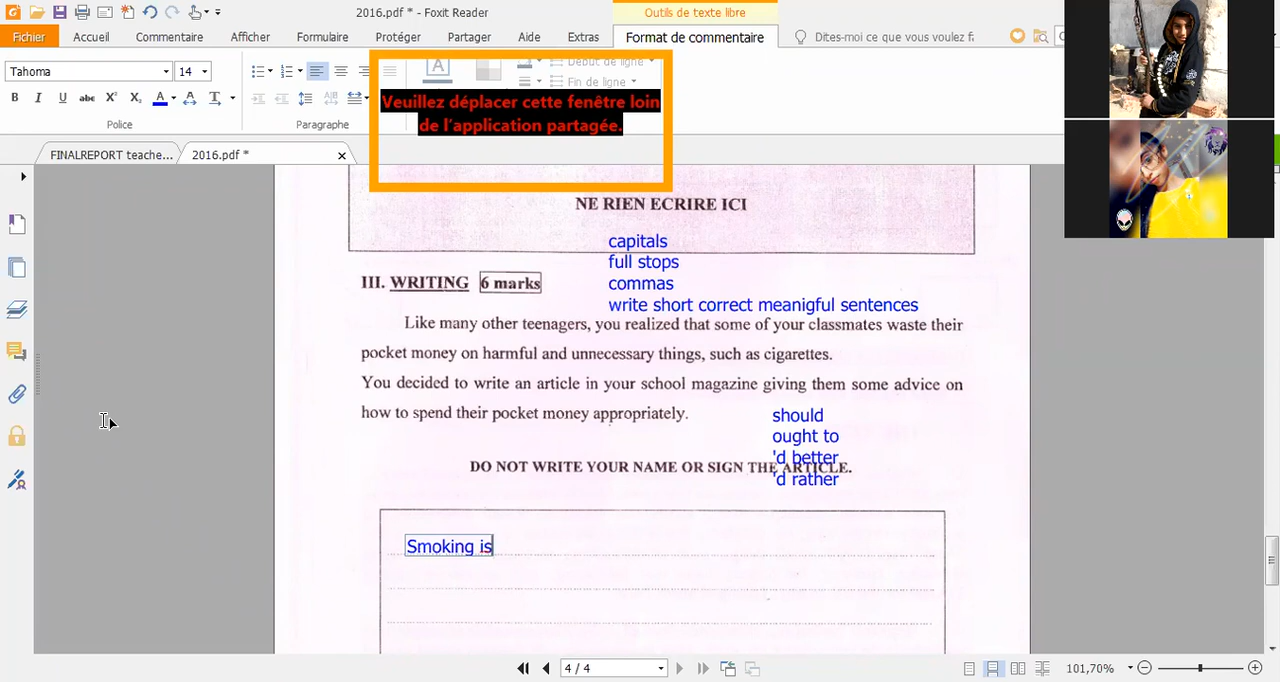 2016.pdf * - Foxit Reader
Outils de texte libre
Fichier
Accueil
Commentaire
Afficher
Formulaire
Protéger
Partager
Aide
Extras
Format de commentaire
Dites-moi ce que vous voulez fa
Tahoma
14
Début de ligne
Fin de ligne
Veuillez déplacer cette fenêtre loin
de l'application partagée.
Police
Paragraphe
FINALREPORT teache...
2016.pdf *
NE RIEN ECRIRE ICI
capitals
full stops
commas
write short correct meanigful sentences
III. WRITING 6 marks
Like many other teenagers, you realized that some of your classmates waste their
pocket money on harmful and unnecessary things, such as cigarettes.
You decided to write an article in your school magazine giving them some advice on
how to spend their pocket money appropriately.
should
ought to
'd better
DO NOT WRITE YOUR NAME OR SIGN THE ARTICLE.
'd rather
Smoking is
4 / 4
101,70%